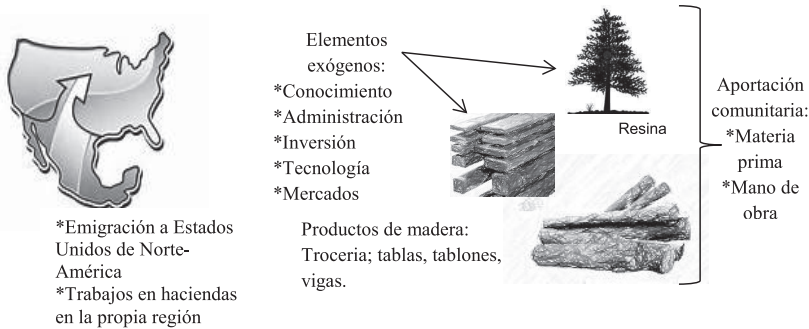 *Emigración a Estados
Unidos de Norte-
América
*Trabajos en haciendas
en la propia región
Elementos
exógenos:
*Conocimiento
*Administración
*Inversión
*Tecnología
*Mercados
Productos de madera:
Troceria; tablas, tablones,
vigas.
Resina
Aportación
comunitaria:
*Materia
prima
*Mano de
obra